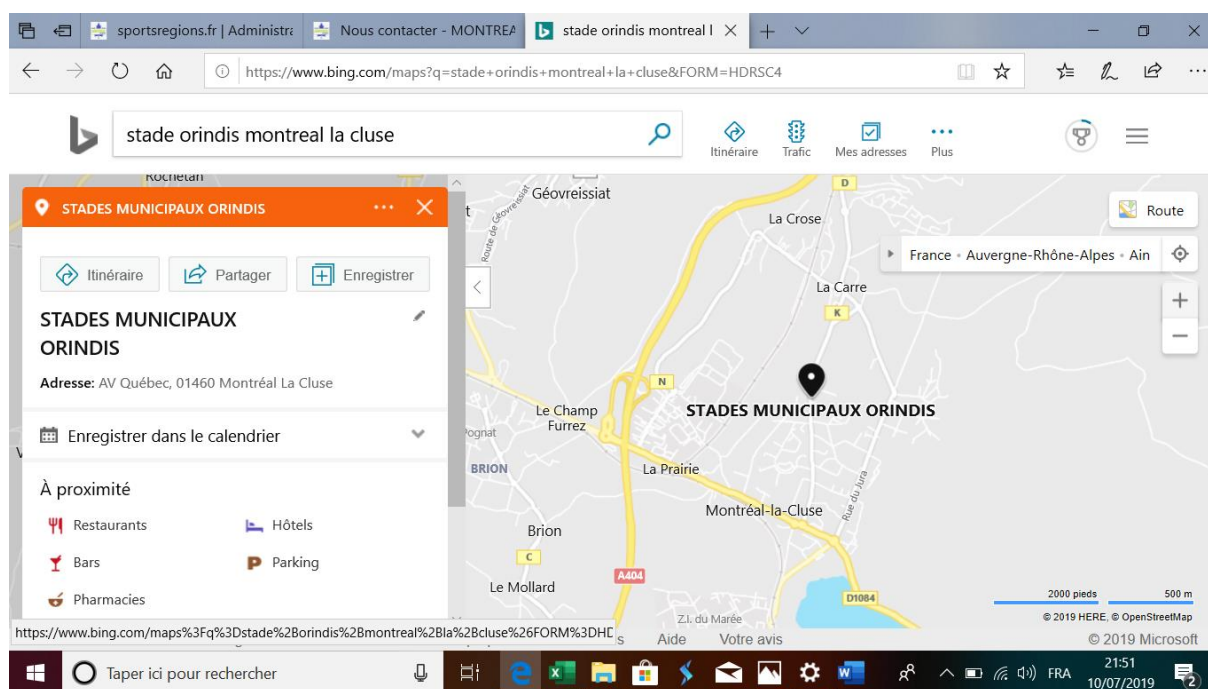 sportsregions.fr | Administra
Nous contacter - MONTREA
stade orindis montreal l
https://www.bing.com/maps?q=stade+orindis+montreal+la+cluse&FORM=HDRSC4
stade orindis montreal la cluse
Itinéraire
Trafic
Mes adresses
Plus
Rochetan
STADES MUNICIPAUX ORINDIS
Itinéraire
Partager
Enregistrer
STADES MUNICIPAUX
ORINDIS
Adresse: AV Québec, 01460 Montréal La Cluse
Enregistrer dans le calendrier
À proximité
Restaurants
Hôtels
Bars
P Parking
Pharmacies
https://www.bing.com/maps%3Fq%3Dstade%2Borindis%2Bmontreal%2Bla%2Bcluse%26FORM%3DHD
Géovreissiat
Route de Géovreissiat
D
La Crose
Route
France • Auvergne-Rhône-Alpes • Ain
La Carre
K
N
STADES MUNICIPAUX ORINDIS
Le Champ
Furrez
Pognat
BRION
La Prairie
Montréal-la-Cluse
Rue du Jura
Brion
C
A404
Le Mollard
D1084
Z.I. du Marée
2000 pieds
500 m
© 2019 HERE, © OpenStreetMap
Aide
Votre avis
© 2019 Microsoft
Taper ici pour rechercher
FRA
21:51
10/07/2019
2